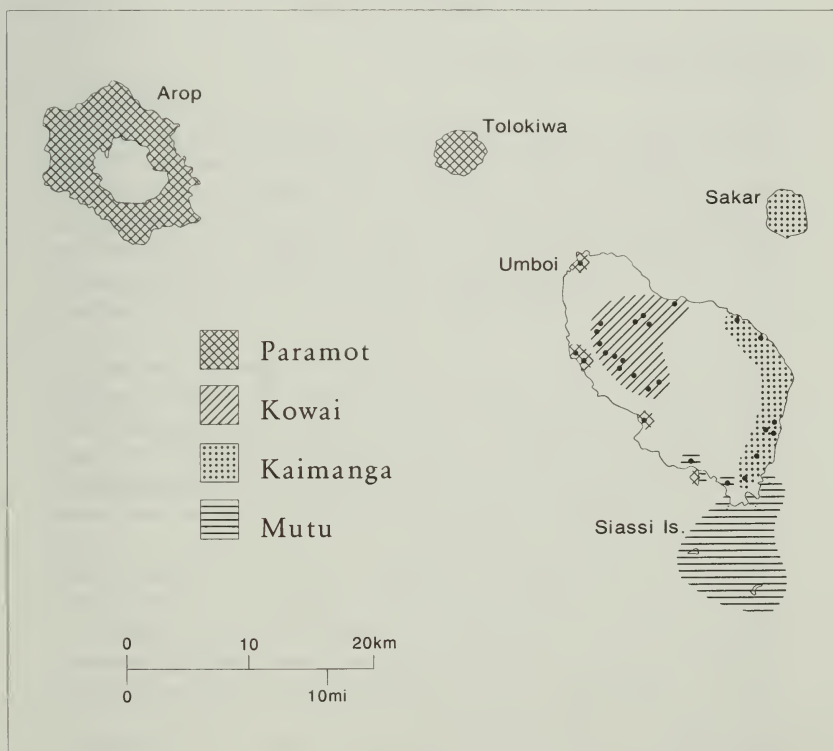 Arop
Tolokiwa
Sakar
Umboi
Paramot
Kowai
Kaimanga
Mutu
Siassi Is.
0 10 20km
0 10mi